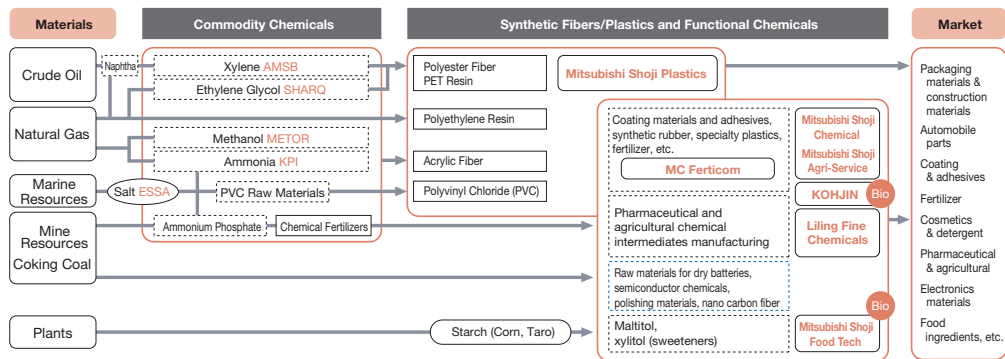 Materials
Commodity Chemicals
Synthetic Fibers/Plastics and Functional Chemicals
Market
Crude Oil
Naphtha
Xylene AMSB
Ethylene Glycol SHARQ
Polyester Fiber
PET Resin
Mitsubishi Shoji Plastics
Natural Gas
Polyethylene Resin
Methanol METOR
Ammonia KPI
Acrylic Fiber
Marine
Resources
Salt ESSA
PVC Raw Materials
Polyvinyl Chloride (PVC)
Mine
Resources
Coking Coal
Ammonium Phosphate
Chemical Fertilizers
Plants
Starch (Corn, Taro)
Coating materials and adhesives,
synthetic rubber, specialty plastics,
fertilizer, etc.
MC Ferticom
Mitsubishi Shoji
Chemical
Mitsubishi Shoji
Agri-Service
KOHJIN
Bio
Pharmaceutical and
agricultural chemical
intermediates manufacturing
Liling Fine
Chemicals
Raw materials for dry batteries,
semiconductor chemicals,
polishing materials, nano carbon fiber
Bio
Maltitol,
xylitol (sweeteners)
Mitsubishi Shoji
Food Tech
Packaging
materials &
construction
materials
Automobile
parts
Coating
& adhesives
Fertilizer
Cosmetics
& detergent
Pharmaceutical
& agricultural
Electronics
materials
Food
ingredients, etc.